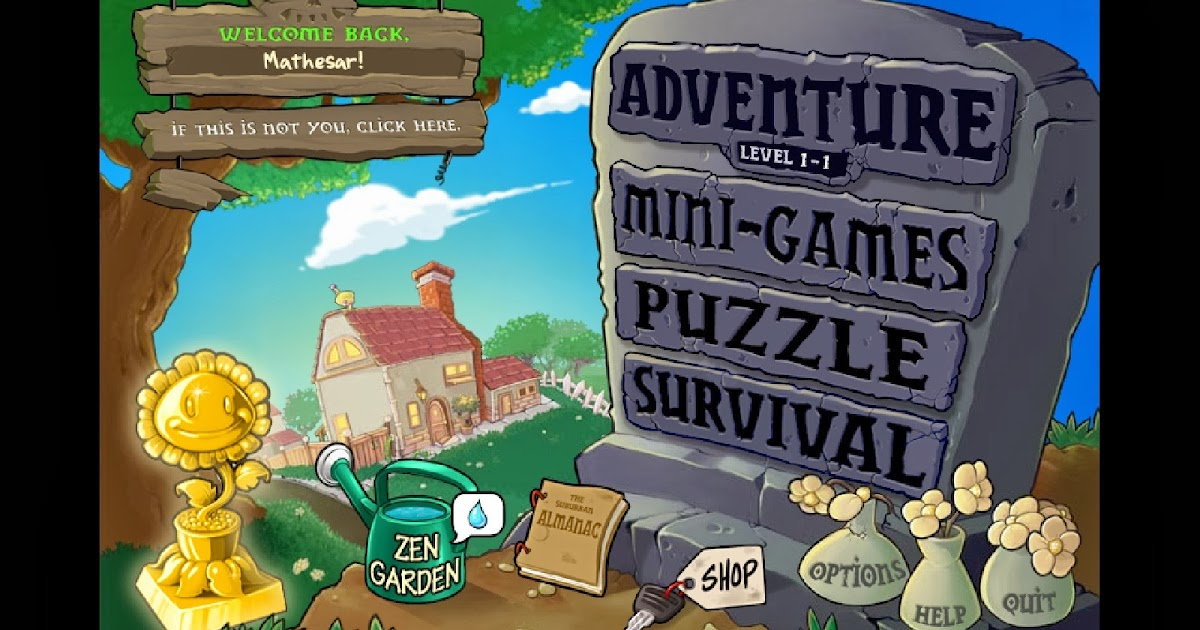 WELCOME BACK,
Mathesar!
IF THIS IS NOT YOU, CLICK HERE.
ADVENTURE
LEVEL 1-1
MINI-GAMES
PUZZLE
SURVIVAL
ZEN
GARDEN
THE
SUBURBAN
ALMANAC
SHOP
OPTIONS
HELP
QUIT